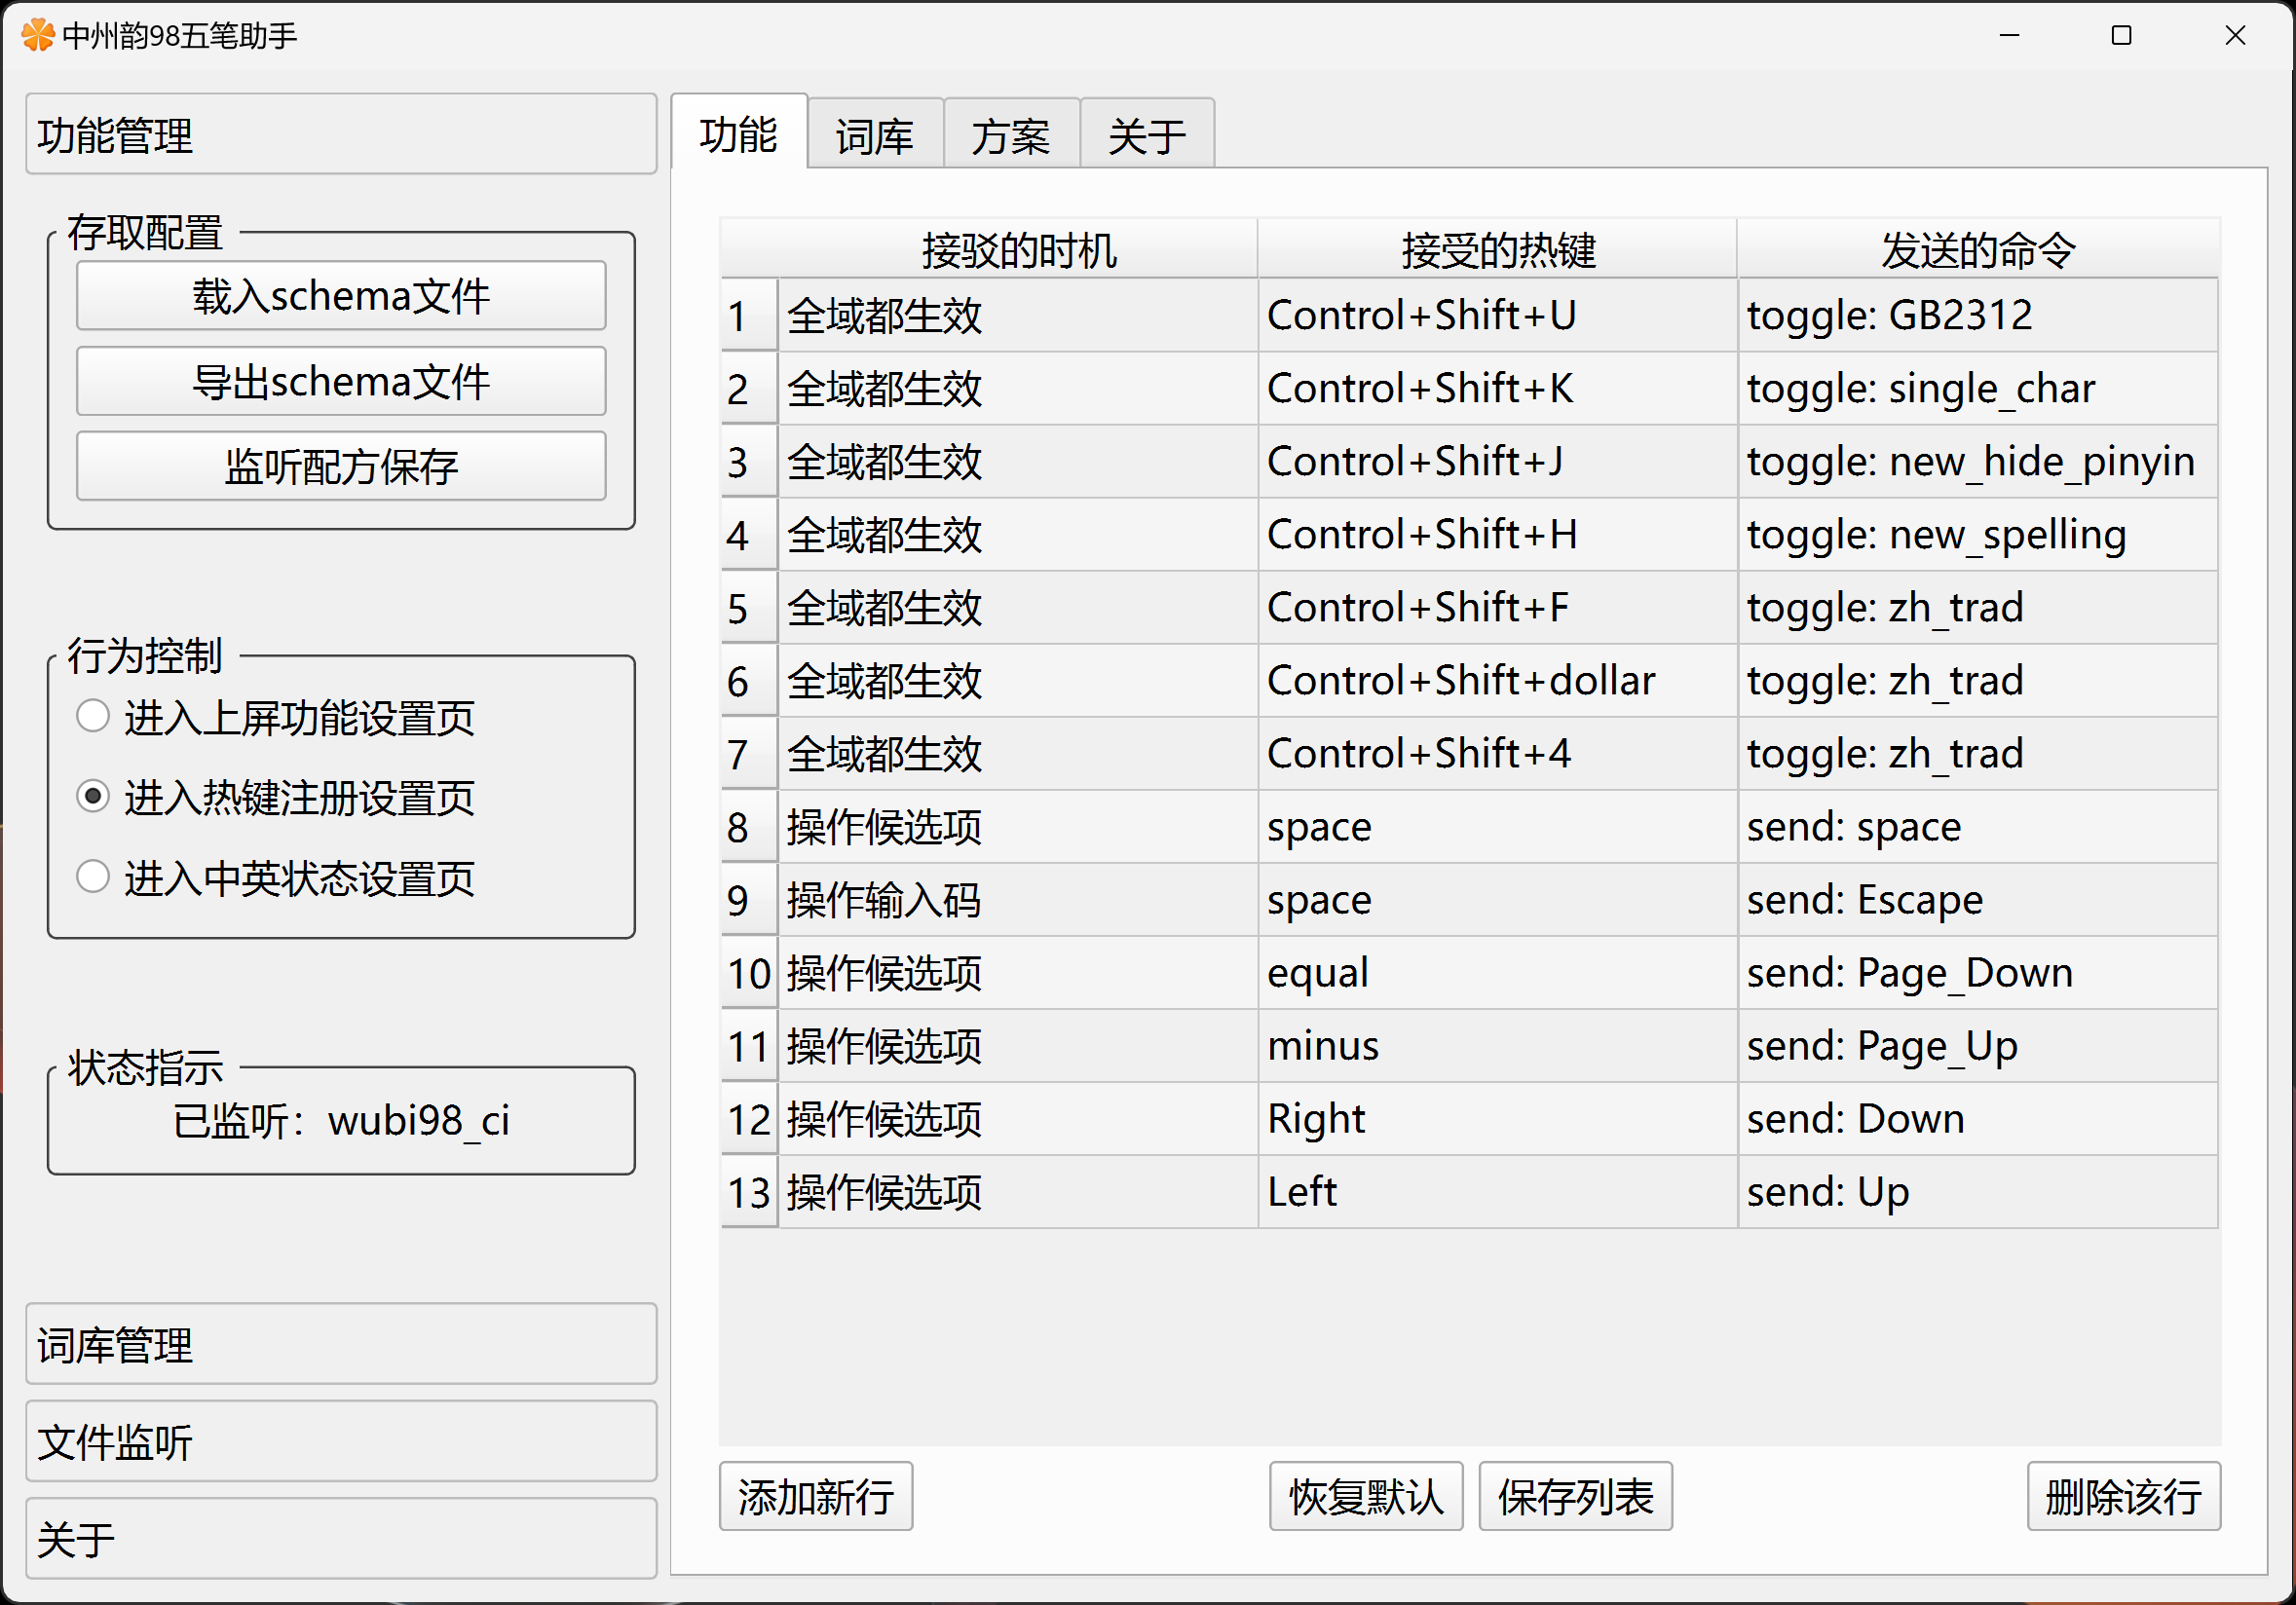 中州韵98五笔助手
功能管理
存取配置
载入schema文件
导出schema文件
监听配方保存
行为控制
进入上屏功能设置页
进入热键注册设置页
进入中英状态设置页
状态指示
已监听：wubi98_ci
词库管理
文件监听
关于
功能 词库 方案 关于
接驳的时机 接受的热键 发送的命令
1 全域都生效 Control+Shift+U toggle: GB2312
2 全域都生效 Control+Shift+K toggle: single_char
3 全域都生效 Control+Shift+J toggle: new_hide_pinyin
4 全域都生效 Control+Shift+H toggle: new_spelling
5 全域都生效 Control+Shift+F toggle: zh_trad
6 全域都生效 Control+Shift+dollar toggle: zh_trad
7 全域都生效 Control+Shift+4 toggle: zh_trad
8 操作候选项 space send: space
9 操作输入码 space send: Escape
10 操作候选项 equal send: Page_Down
11 操作候选项 minus send: Page_Up
12 操作候选项 Right send: Down
13 操作候选项 Left send: Up
添加新行 恢复默认 保存列表 删除该行